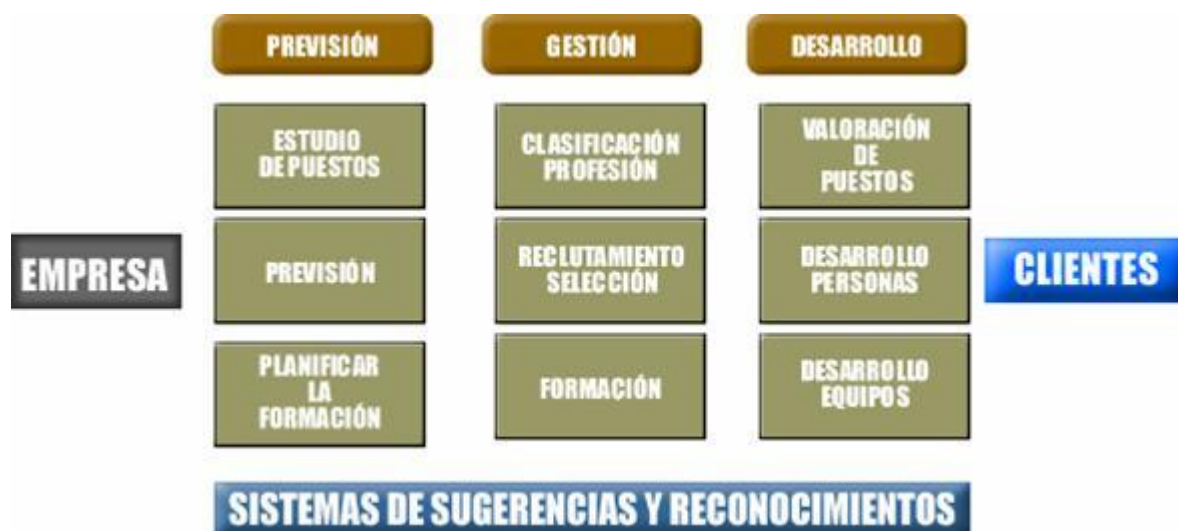 PREVISIÓN
GESTIÓN
DESARROLLO
ESTUDIO
DE PUESTOS
CLASIFICACIÓN
PROFESIÓN
VALORACIÓN
DE
PUESTOS
EMPRESA
PREVISIÓN
RECLUTAMIENTO
SELECCIÓN
DESARROLLO
PERSONAS
CLIENTES
PLANIFICAR
LA
FORMACIÓN
FORMACIÓN
DESARROLLO
EQUIPOS
SISTEMAS DE SUGERENCIAS Y RECONOCIMIENTOS